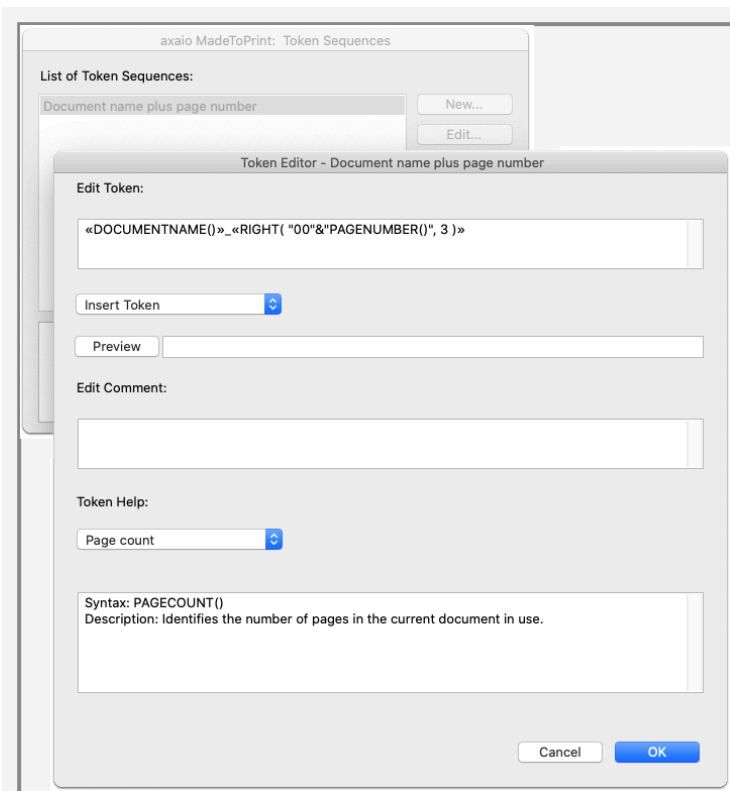 axaio MadeToPrint: Token Sequences
List of Token Sequences:
Document name plus page number
New...
Edit...
Token Editor - Document name plus page number
Edit Token:
«DOCUMENTNAME()»_«RIGHT( "00"&"PAGENUMBER()", 3 )»
Insert Token
Preview
Edit Comment:
Token Help:
Page count
Syntax: PAGECOUNT()
Description: Identifies the number of pages in the current document in use.
Cancel
OK